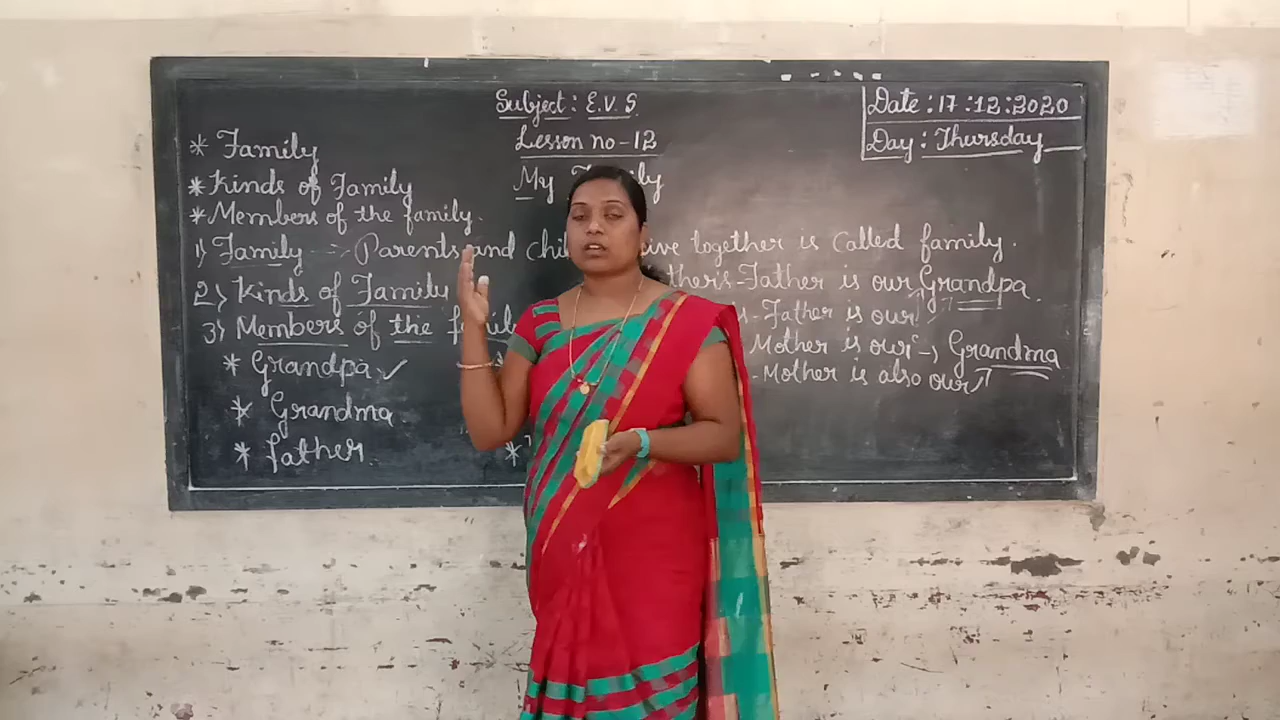 Subject: E.V.S
Lesson no-12
My
Date: 17:12:2020
Day: Thursday
* Family
* Kinds of Family
* Members of the family.
1) Family => Parents and live together is called family.
2) Kinds of Family
Father is our Grandpa.
3) Members of the
Father is our
Mother is our -> Grandma
* Grandpa ✓
-Mother is also our
* Grandma
* father
*